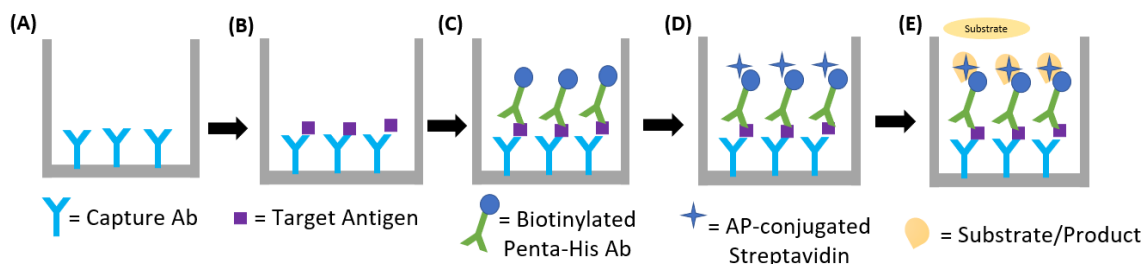 (A)
(B)
(C)
(D)
(E)
Substrate
= Capture Ab
= Target Antigen
= Biotinylated
Penta-His Ab
= AP-conjugated
Streptavidin
= Substrate/Product